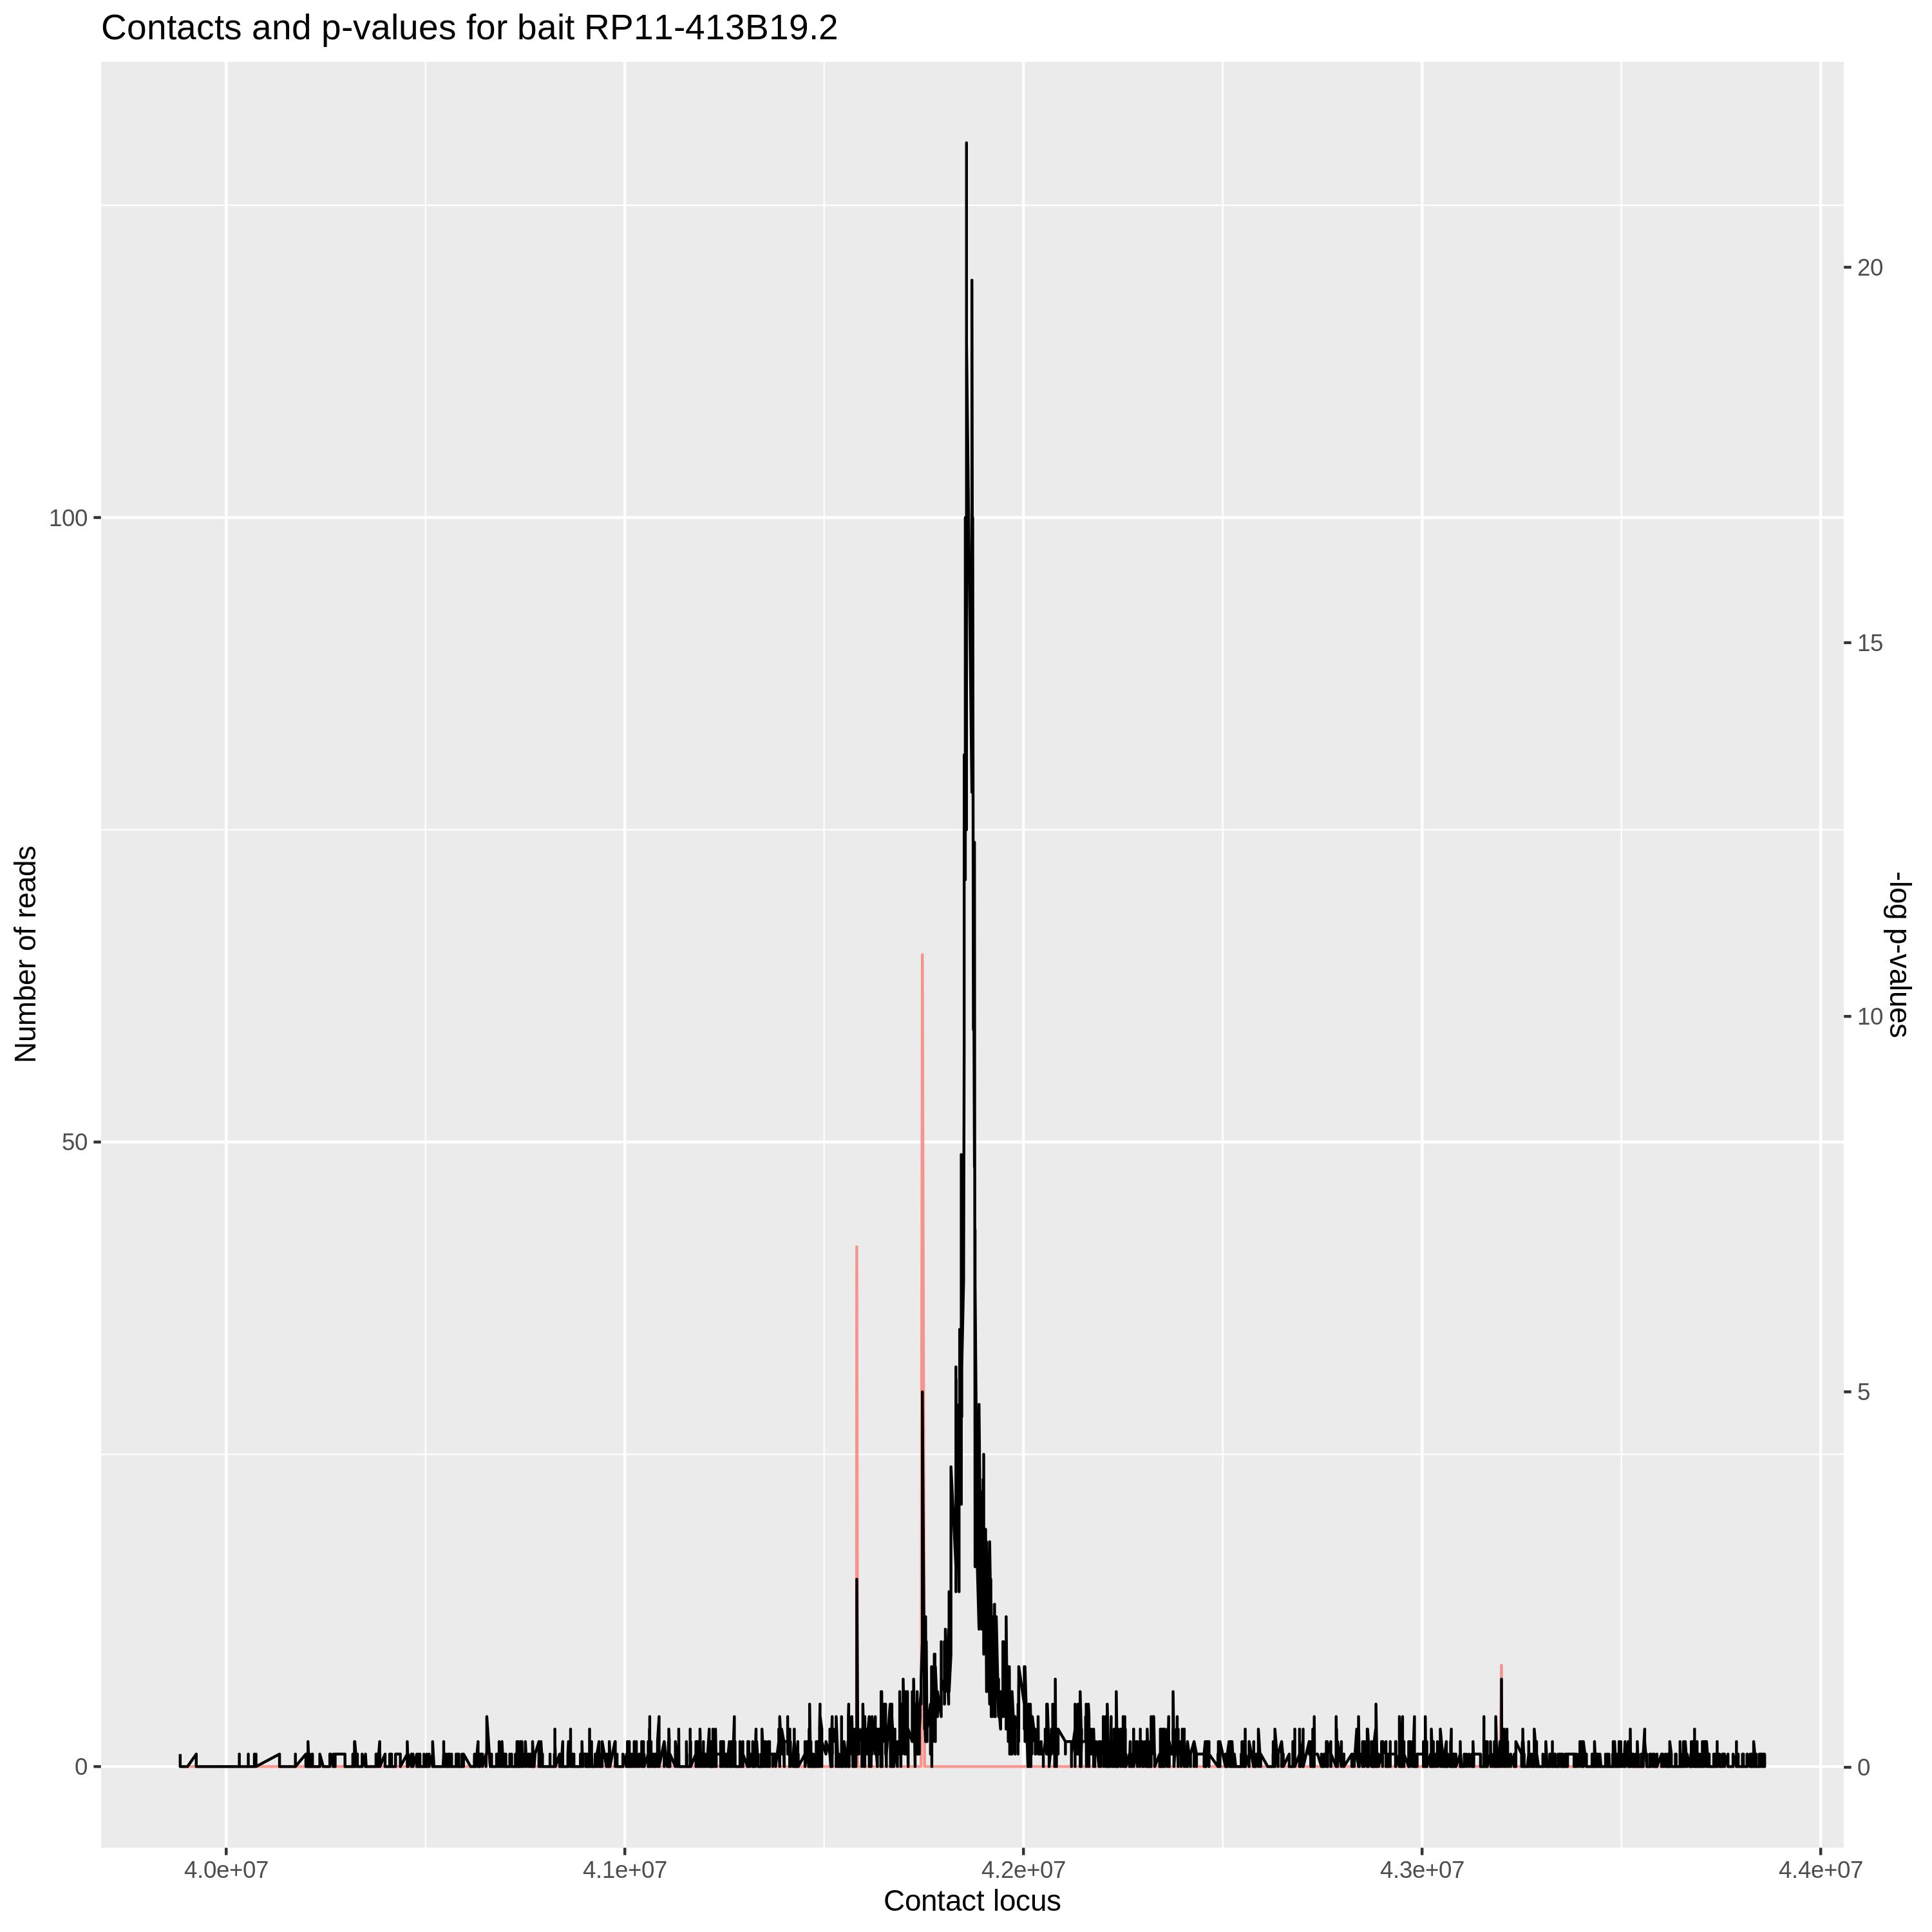 Contacts and p-values for bait RP11-413B19.2
Number of reads
100
50
0
20
15
10
5
0
-log p-values
4.0e+07
4.1e+07
4.2e+07
4.3e+07
4.4e+07
Contact locus